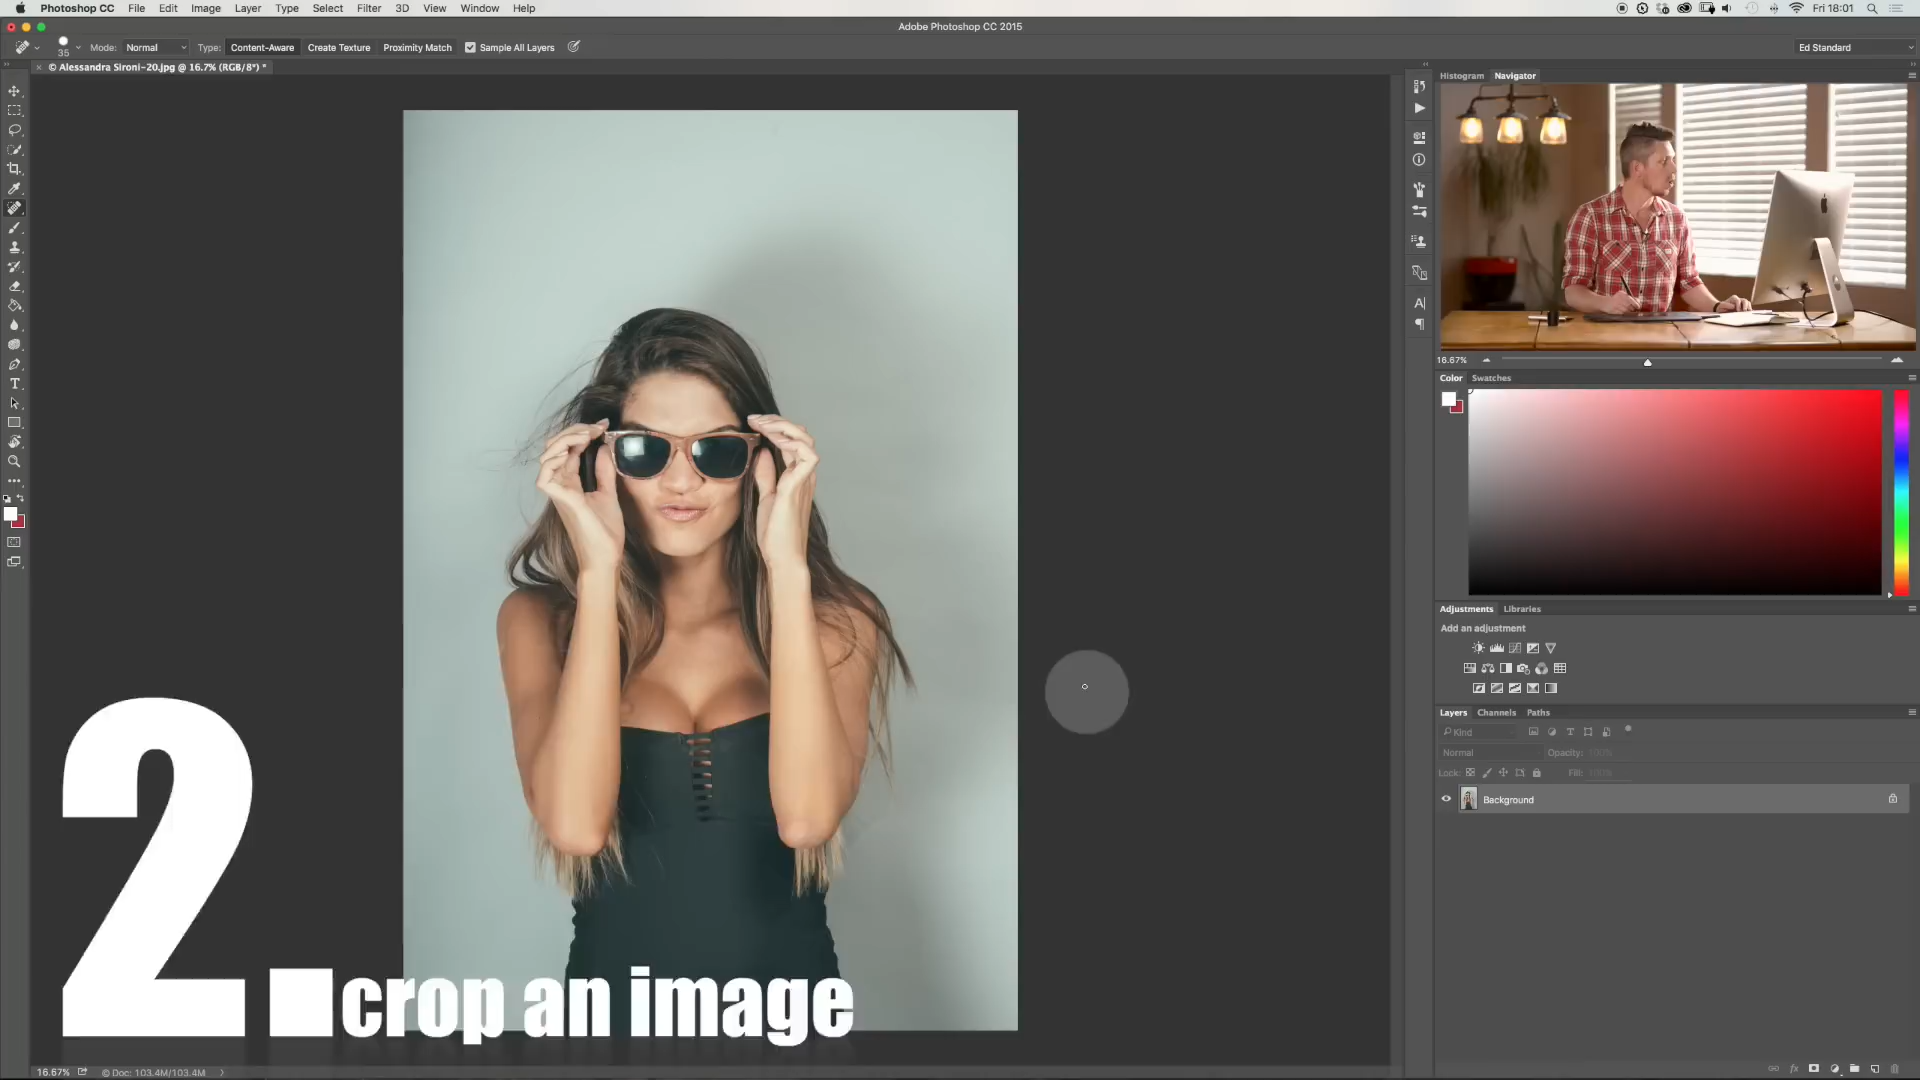 Photoshop CC File Edit Image Layer Type Select Filter 3D View Window Help Fri 18:01
Adobe Photoshop CC 2015
35 Mode: Normal Type: Content-Aware Create Texture Proximity Match Sample All Layers Ed Standard
© Alessandra Sironi-20.jpg @ 16.7% (RGB/8*) *
Histogram Navigator
16.67%
Color Swatches
Adjustments Libraries
Add an adjustment
Layers Channels Paths
Kind
Normal Opacity: 100%
Lock: Fill: 100%
Background
2.crop an image
16.67% © Doc: 103.4M/103.4M